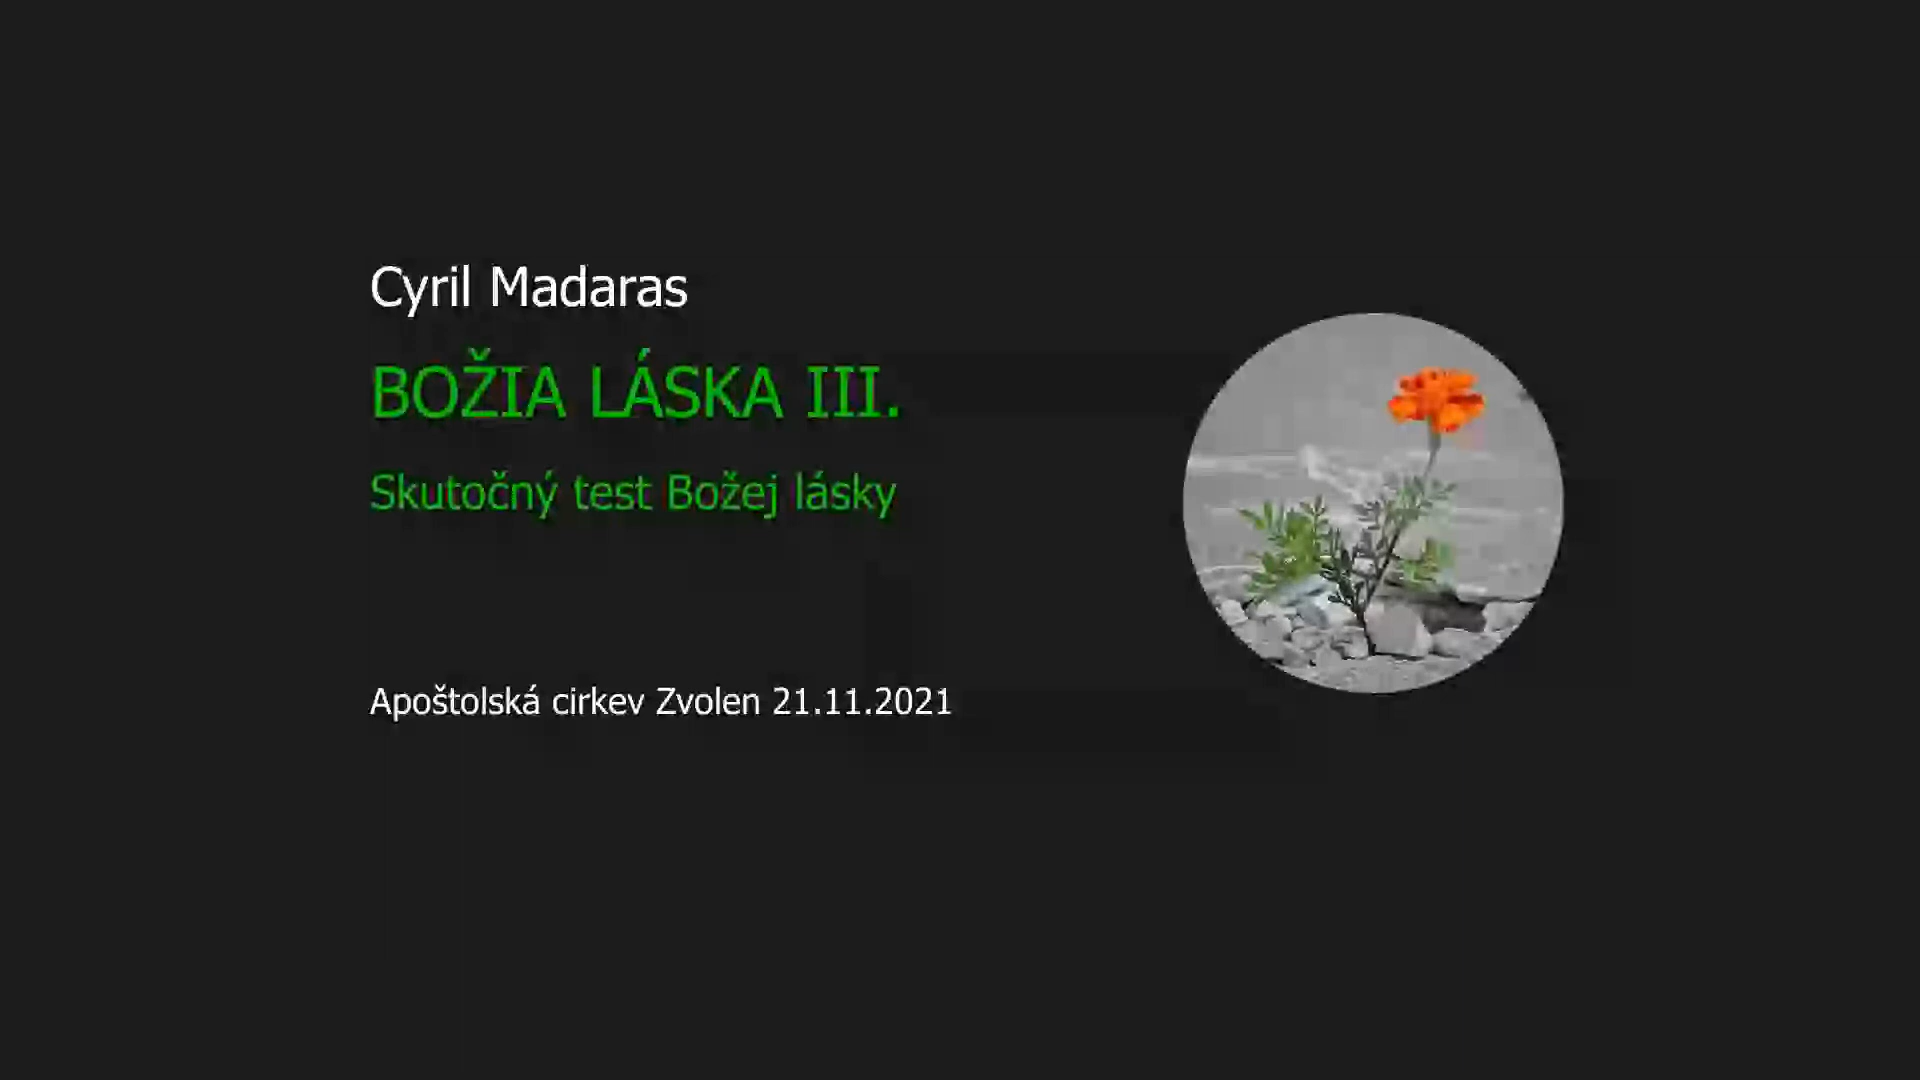 Cyril Madaras
BOŽIA LÁSKA III.
Skutočný test Božej lásky
Apoštolská cirkev Zvolen 21.11.2021